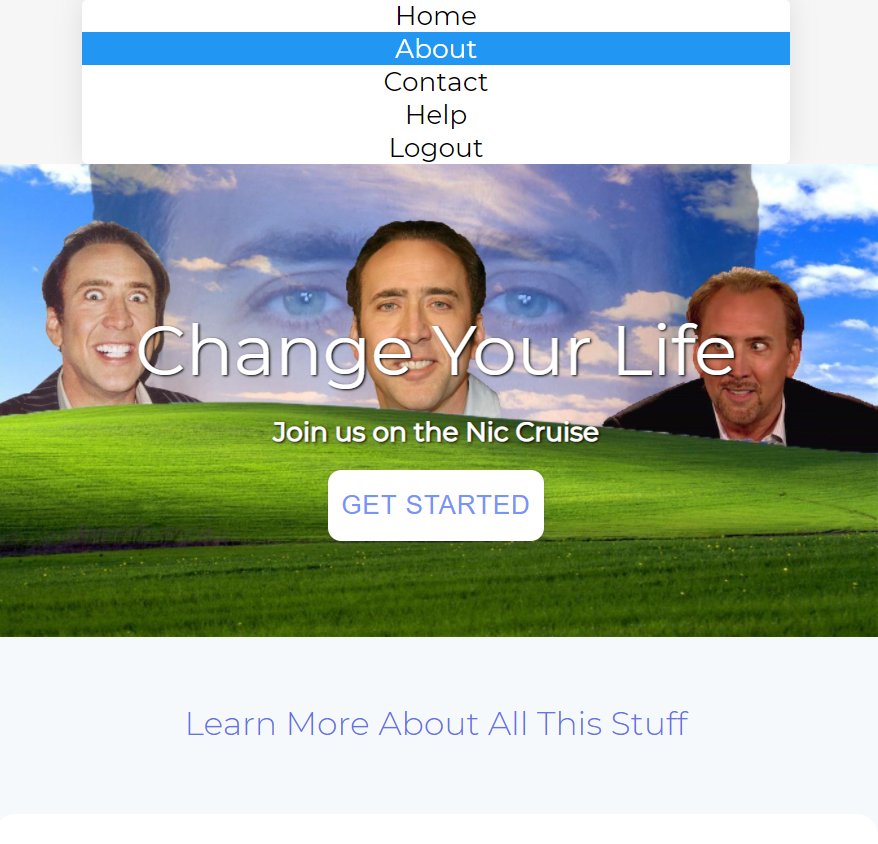 Home
About
Contact
Help
Logout
Change Your Life
Join us on the Nic Cruise
GET STARTED
Learn More About All This Stuff